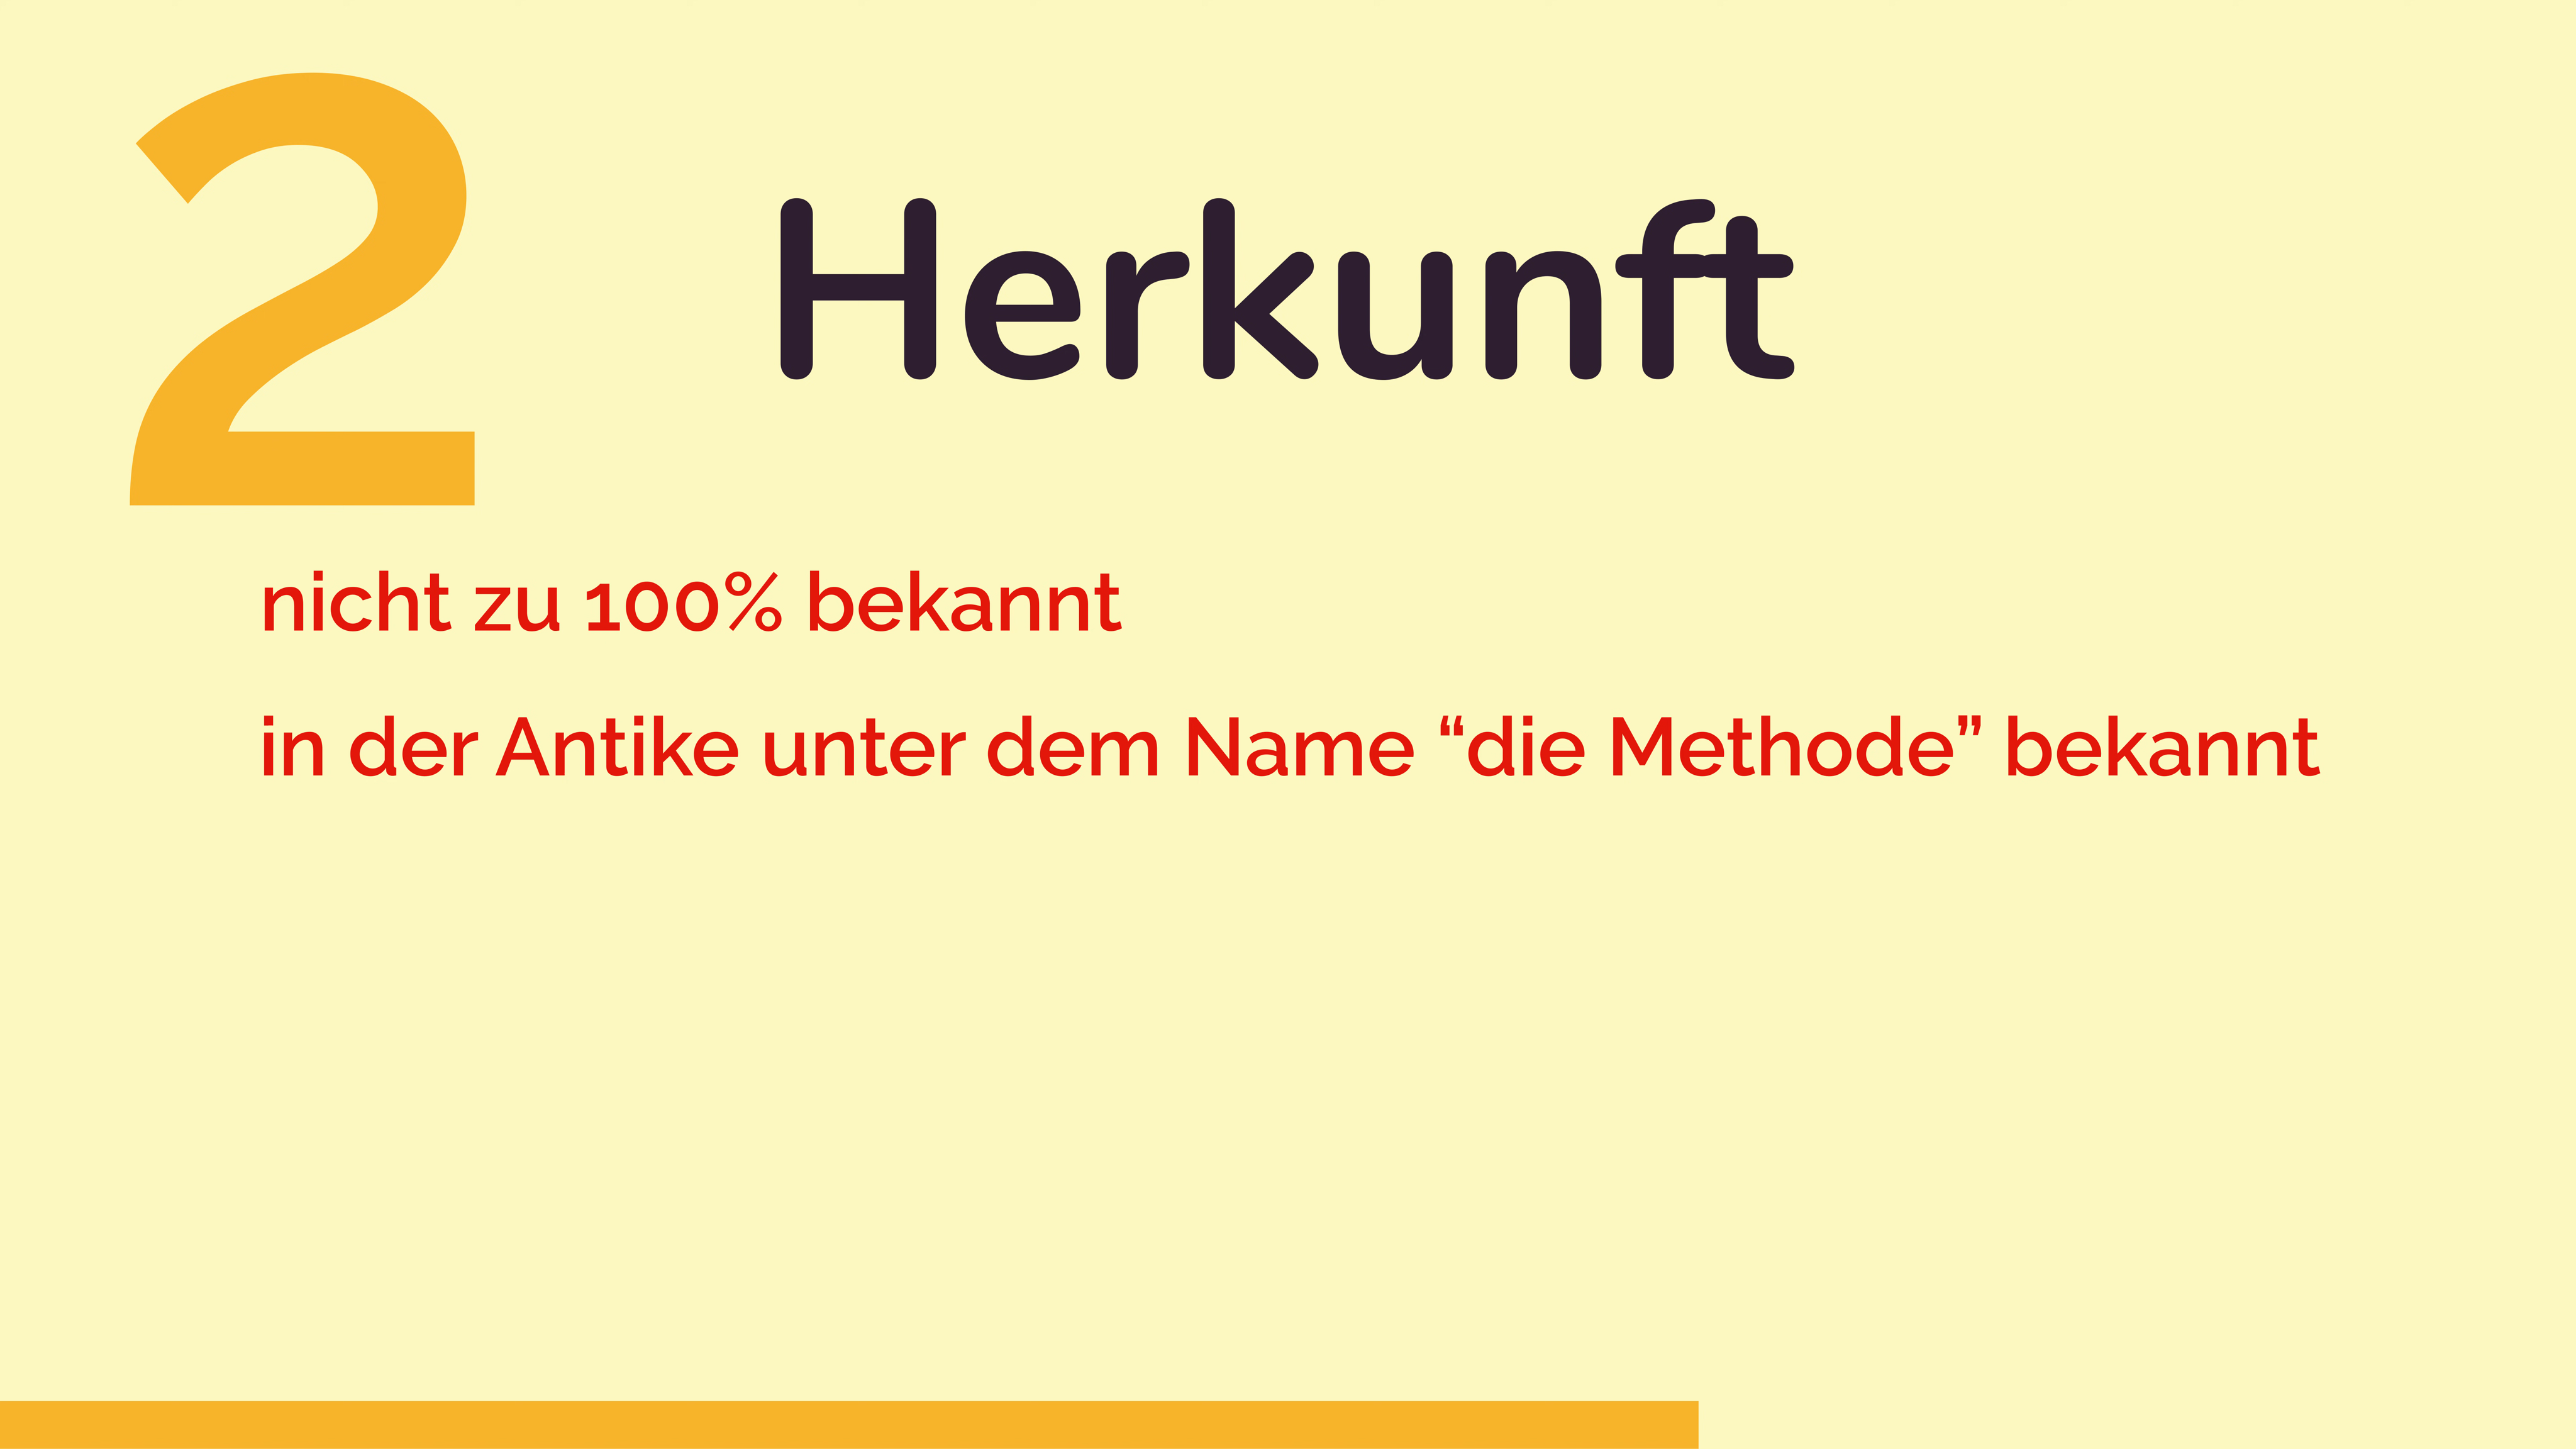 2
Herkunft
nicht zu 100% bekannt
in der Antike unter dem Name “die Methode” bekannt